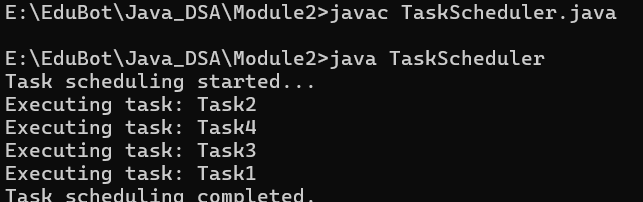 E:\EduBot\Java_DSA\Module2>javac TaskScheduler.java
E:\EduBot\Java_DSA\Module2>java TaskScheduler
Task scheduling started...
Executing task: Task2
Executing task: Task4
Executing task: Task3
Executing task: Task1
Task scheduling completed.